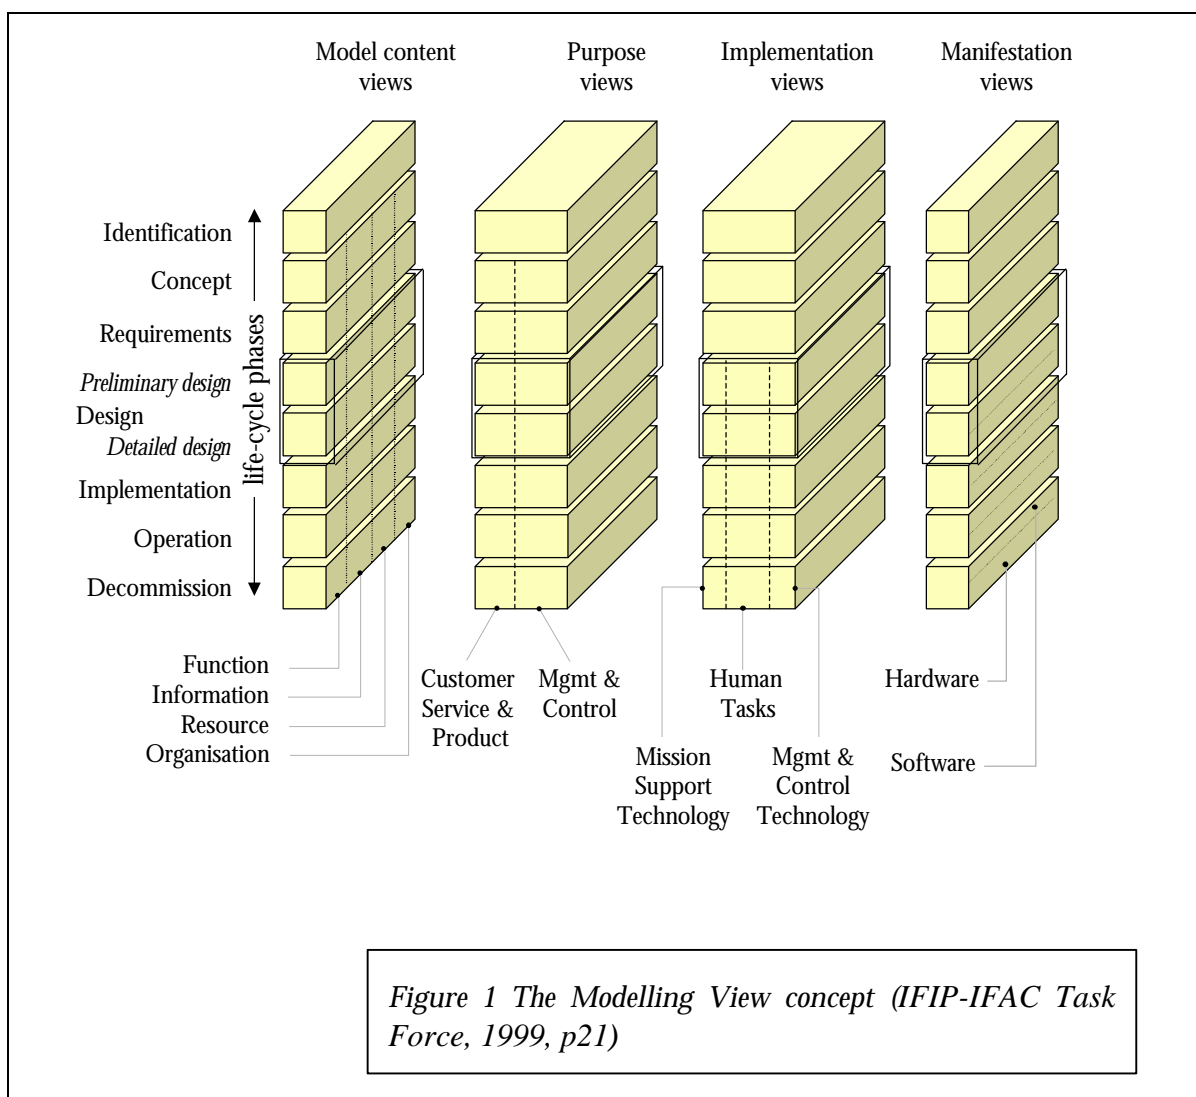 Model content
views
Purpose
views
Implementation
views
Manifestation
views
Identification
Concept
Requirements
Preliminary design
Design
Detailed design
Implementation
Operation
Decommission
life-cycle phases
Function
Information
Resource
Organisation
Customer
Service &
Product
Mgmt &
Control
Human
Tasks
Mission
Support
Technology
Mgmt &
Control
Technology
Hardware
Software
Figure 1 The Modelling View concept (IFIP-IFAC Task
Force, 1999, p21)